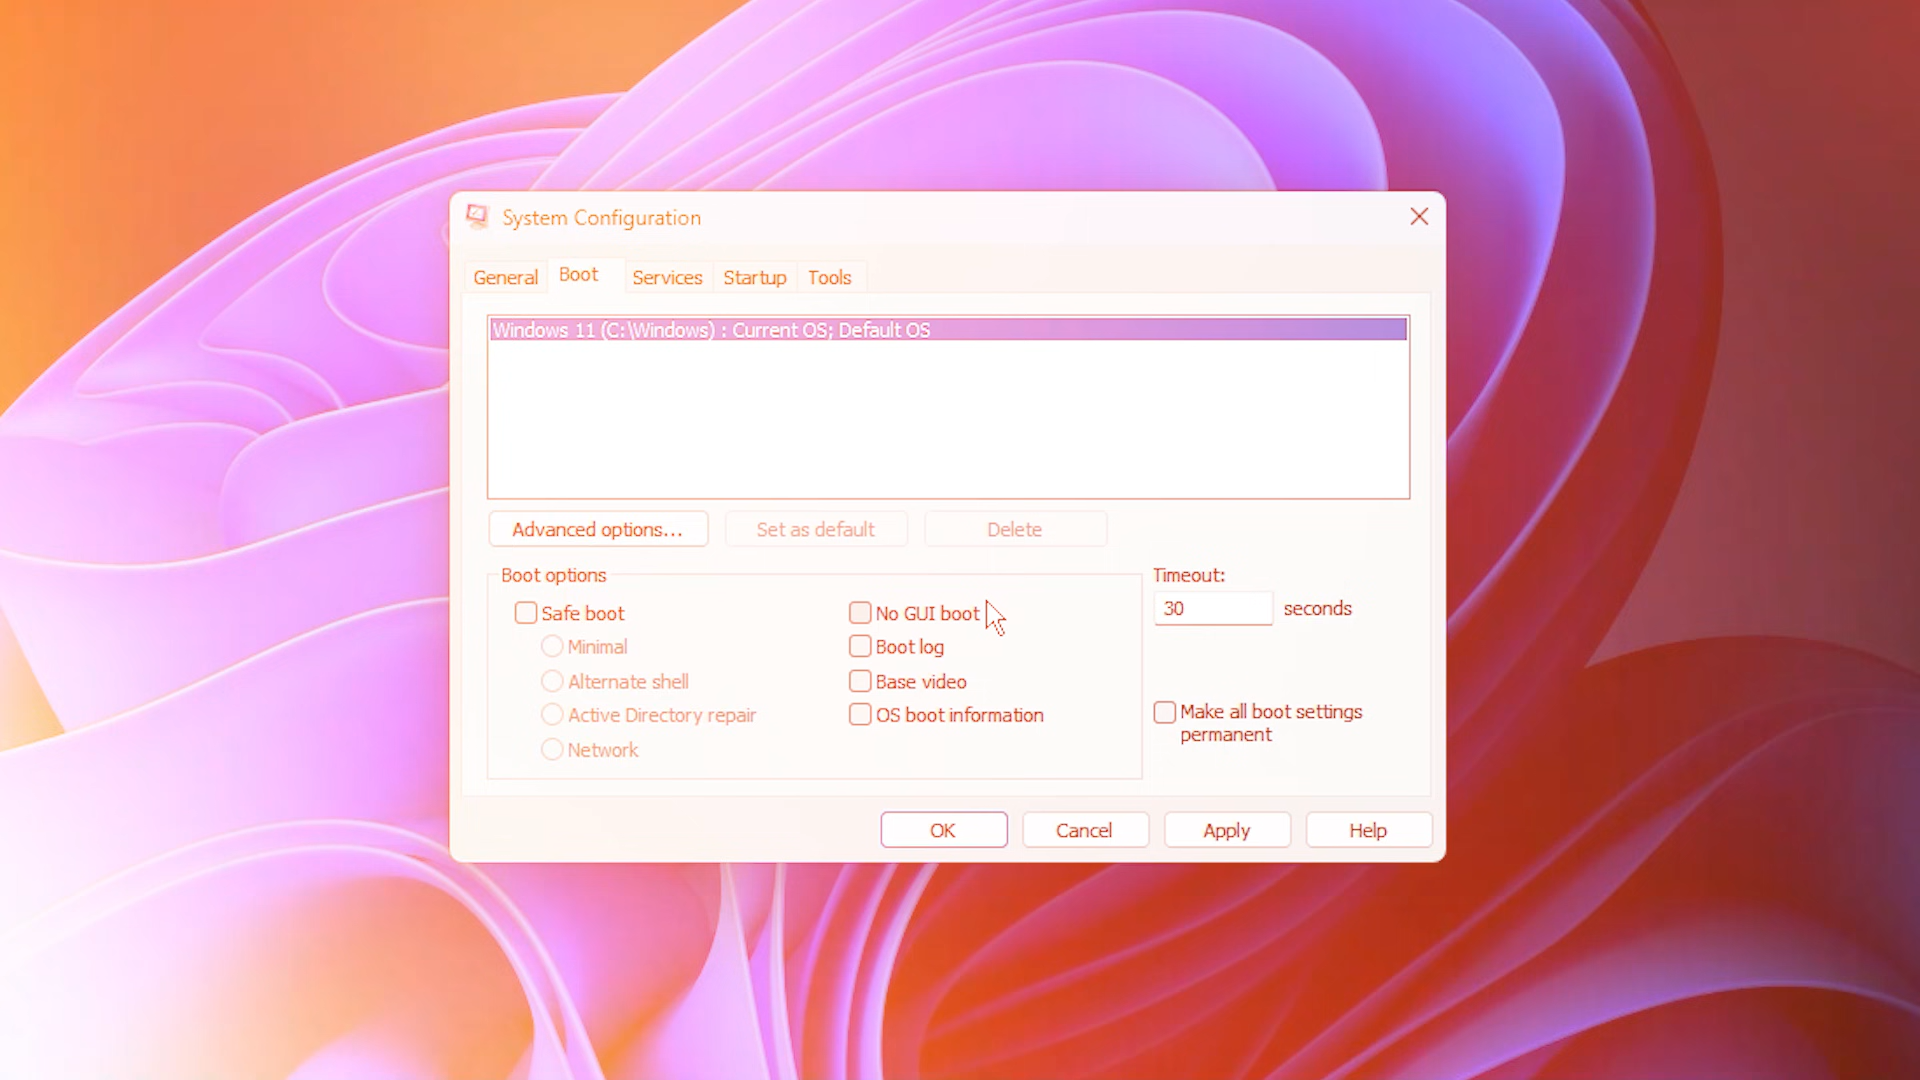 System Configuration
General Boot Services Startup Tools
Windows 11 (C:\Windows) : Current OS; Default OS
Advanced options... Set as default Delete
Boot options Timeout:
Safe boot No GUI boot 30 seconds
Minimal Boot log
Alternate shell Base video
Active Directory repair OS boot information Make all boot settings
permanent
Network
OK Cancel Apply Help